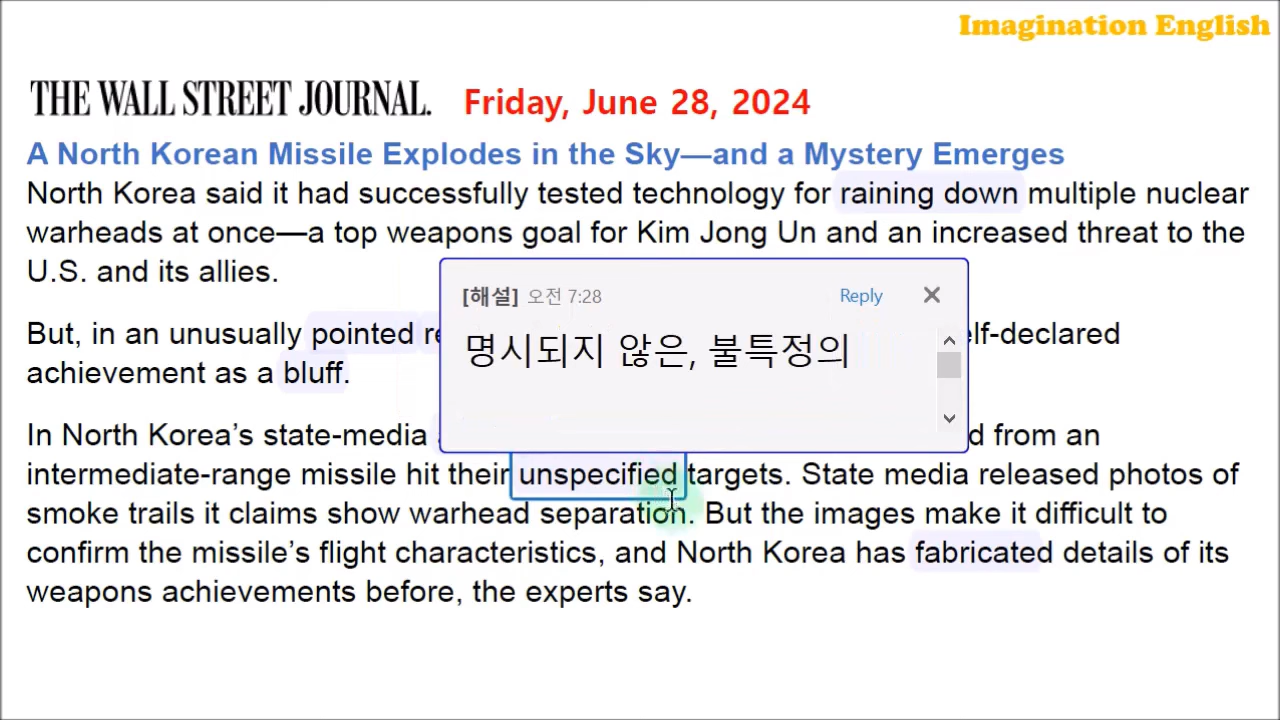 Imagination English
THE WALL STREET JOURNAL. Friday, June 28, 2024
A North Korean Missile Explodes in the Sky—and a Mystery Emerges
North Korea said it had successfully tested technology for raining down multiple nuclear
warheads at once—a top weapons goal for Kim Jong Un and an increased threat to the
U.S. and its allies.
[해설] 오전 7:28 Reply
명시되지 않은, 불특정의
But, in an unusually pointed elf-declared
achievement as a bluff.
In North Korea’s state-media from an
intermediate-range missile hit their unspecified targets. State media released photos of
smoke trails it claims show warhead separation. But the images make it difficult to
confirm the missile’s flight characteristics, and North Korea has fabricated details of its
weapons achievements before, the experts say.